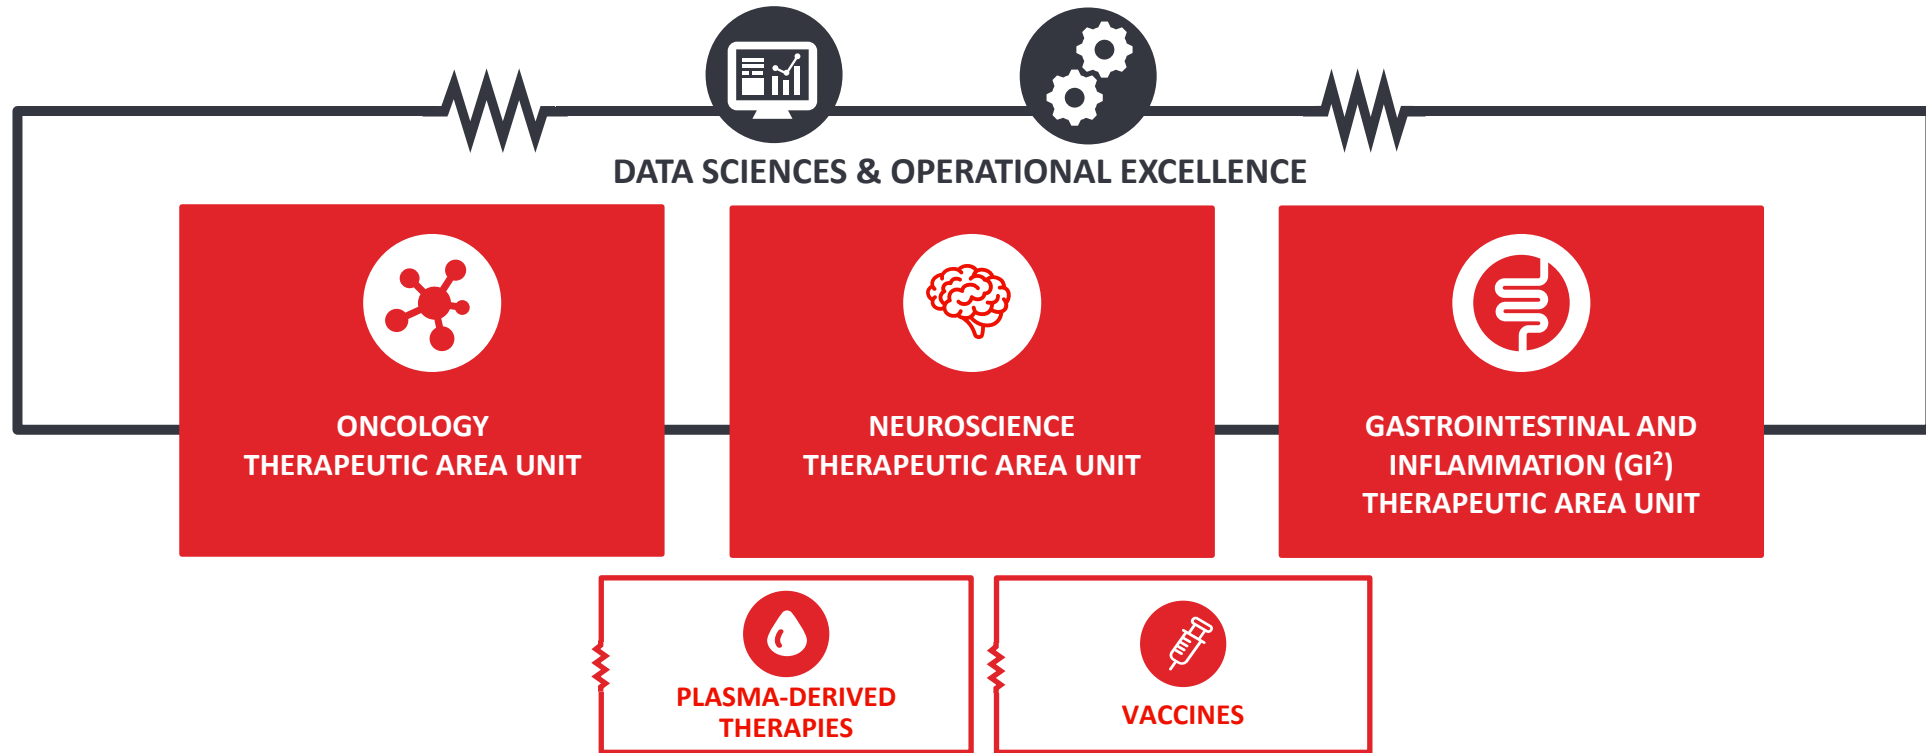 DATA SCIENCES & OPERATIONAL EXCELLENCE
ONCOLOGY
THERAPEUTIC AREA UNIT
NEUROSCIENCE
THERAPEUTIC AREA UNIT
GASTROINTESTINAL AND
INFLAMMATION (GI²)
THERAPEUTIC AREA UNIT
PLASMA-DERIVED
THERAPIES
VACCINES